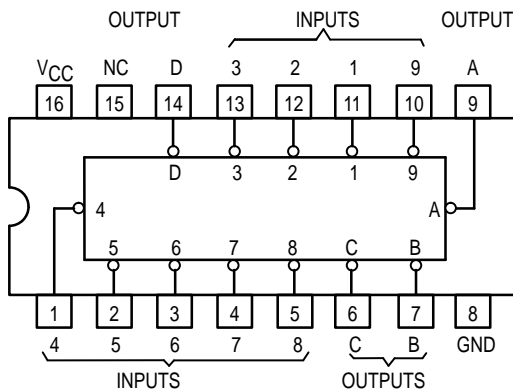 OUTPUT INPUTS OUTPUT
VCC NC D 3 2 1 9 A
16 15 14 13 12 11 10 9
D 3 2 1 9
4 A
5 6 7 8 C B
1 2 3 4 5 6 7 8
4 5 6 7 8 C B GND
INPUTS OUTPUTS